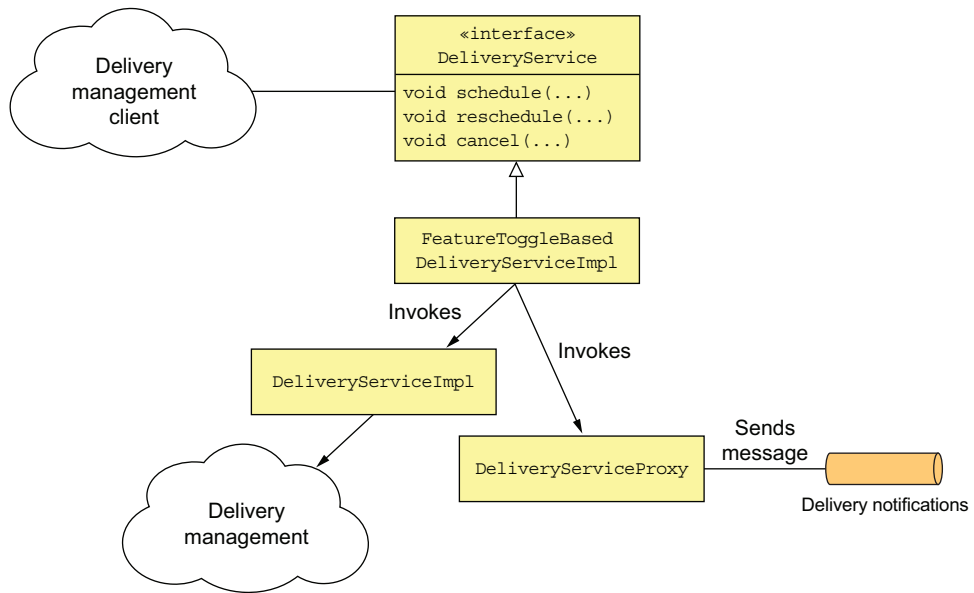 Delivery
management
client
«interface»
DeliveryService
void schedule(...)
void reschedule(...)
void cancel(...)
FeatureToggleBased
DeliveryServiceImpl
Invokes
Invokes
DeliveryServiceImpl
DeliveryServiceProxy
Sends
message
Delivery notifications
Delivery
management